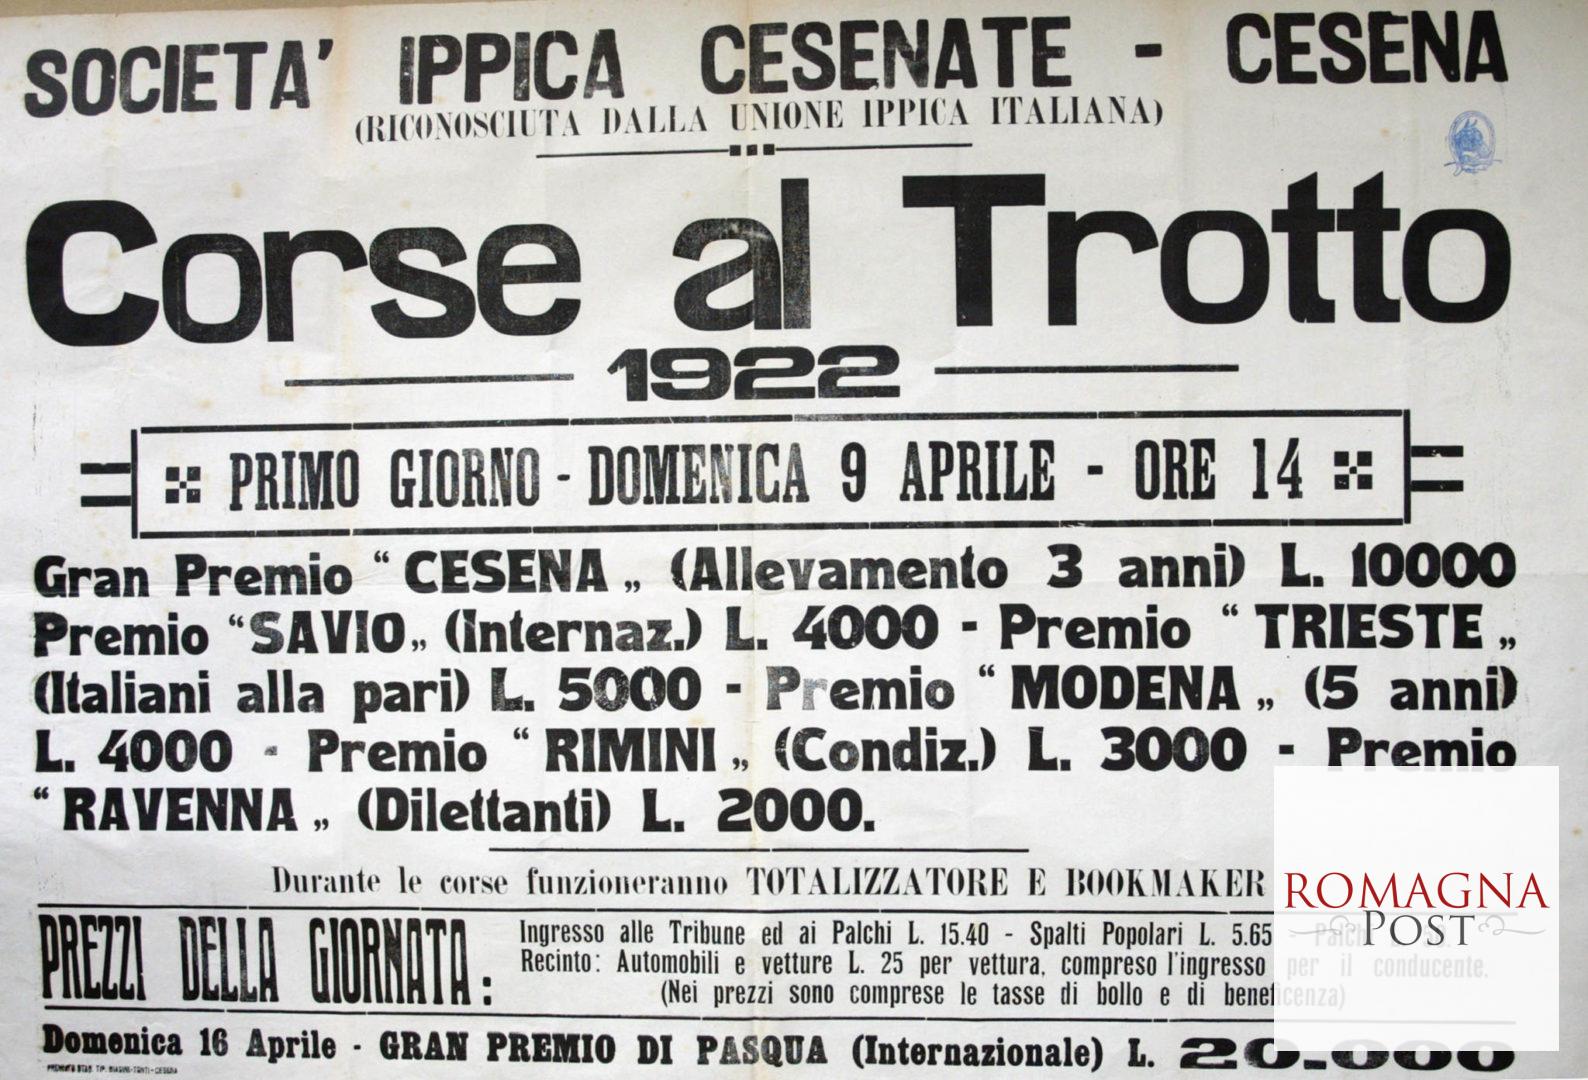 SOCIETA' IPPICA CESENATE - CESENA
(RICONOSCIUTA DALLA UNIONE IPPICA ITALIANA)
Corse al Trotto
1922
PRIMO GIORNO - DOMENICA 9 APRILE - ORE 14
Gran Premio “ CESENA „ (Allevamento 3 anni) L. 10000
Premio “SAVIO„ (Internaz.) L. 4000 - Premio “ TRIESTE „
(Italiani alla pari) L. 5000 - Premio “ MODENA „ (5 anni)
L. 4000 - Premio “ RIMINI „ (Condiz.) L. 3000 - Premio
“ RAVENNA „ (Dilettanti) L. 2000.
Durante le corse funzioneranno TOTALIZZATORE E BOOKMAKER
PREZZI DELLA GIORNATA:
Ingresso alle Tribune ed ai Palchi L. 15.40 - Spalti Popolari L. 5.65 -
Recinto: Automobili e vetture L. 25 per vettura, compreso l'ingresso per il conducente.
(Nei prezzi sono comprese le tasse di bollo e di beneficenza)
Domenica 16 Aprile - GRAN PREMIO DI PASQUA (Internazionale) L. 20.000
ROMAGNA
POST